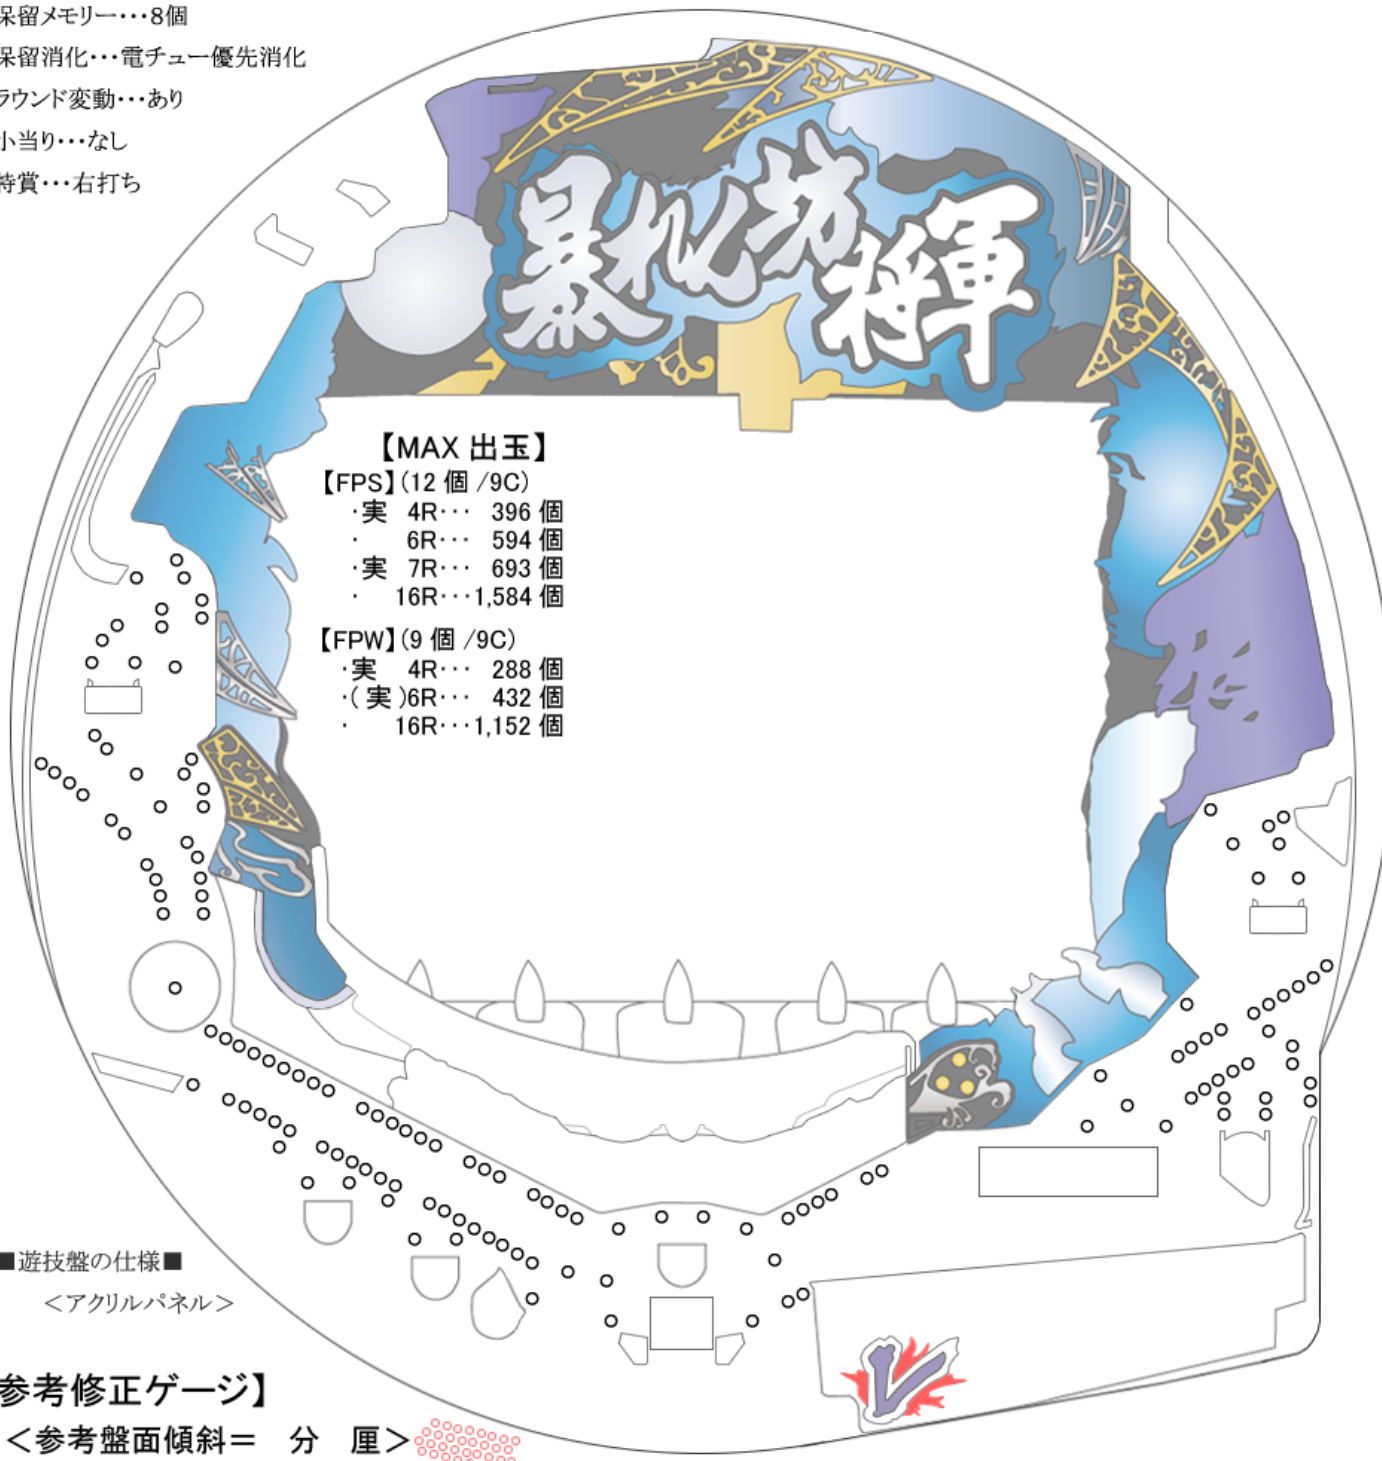 保留メモリー･･･8個
保留消化･･･電チュー優先消化
ラウンド変動･･･あり
小当り･･･なし
特賞･･･右打ち
暴れん坊将軍
【MAX 出玉】
【FPS】(12 個 /9C)
･実 4R･･･ 396 個
･ 6R･･･ 594 個
･実 7R･･･ 693 個
･ 16R･･･1,584 個
【FPW】(9 個 /9C)
･実 4R･･･ 288 個
･( 実 )6R･･･ 432 個
･ 16R･･･1,152 個
■遊技盤の仕様■
＜アクリルパネル＞
参考修正ゲージ】
＜参考盤面傾斜＝ 分 厘＞
V